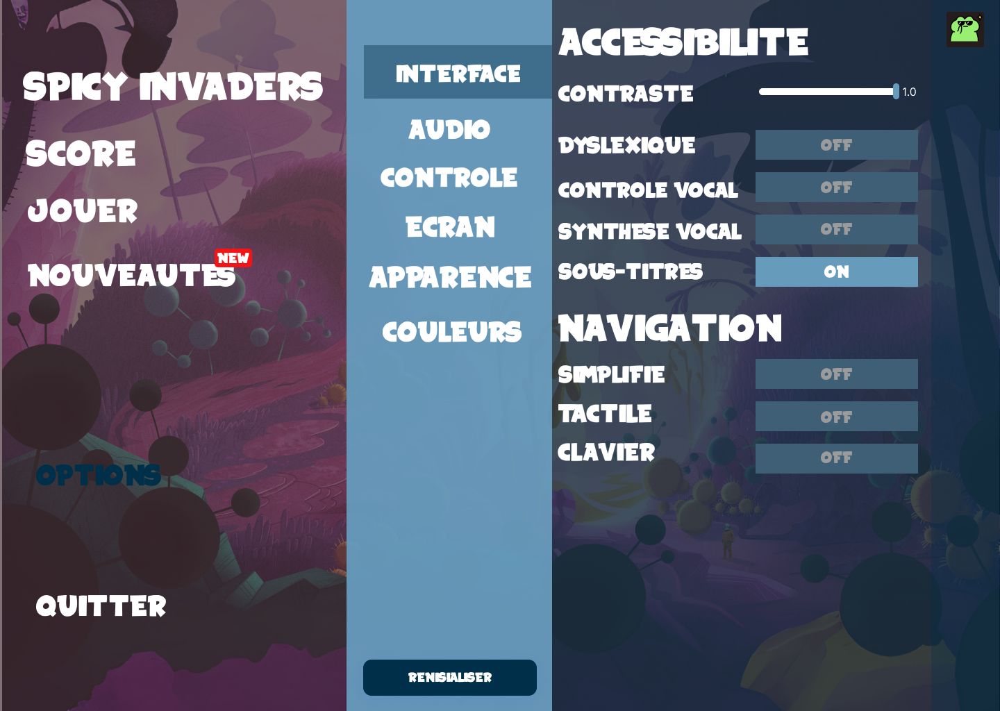 SPICY INVADERS
SCORE
JOUER
NEW
NOUVEAUTES
OPTIONS
QUITTER
INTERFACE
AUDIO
CONTROLE
ECRAN
APPARENCE
COULEURS
RENISIALISER
ACCESSIBILITE
CONTRASTE 1.0
DYSLEXIQUE OFF
CONTROLE VOCAL OFF
SYNTHESE VOCAL OFF
SOUS-TITRES ON
NAVIGATION
SIMPLIFIE OFF
TACTILE OFF
CLAVIER OFF